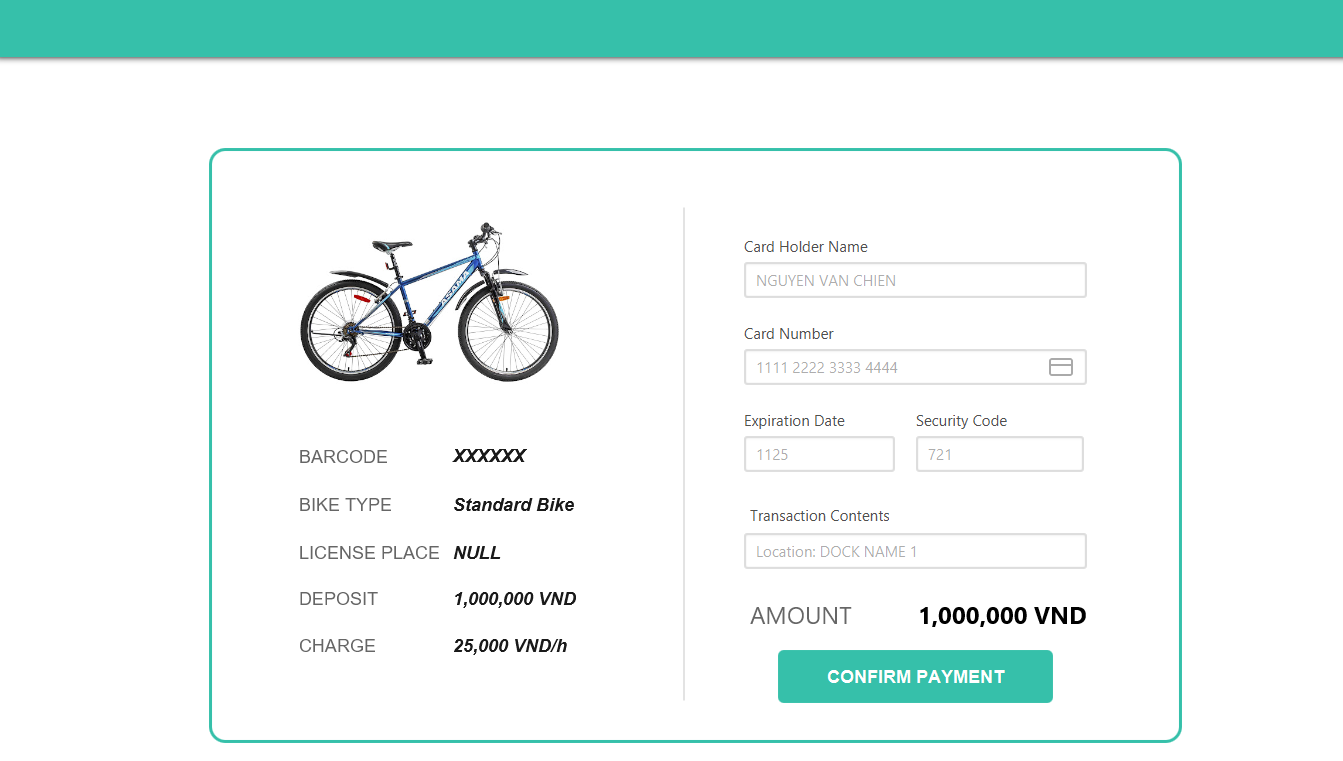 ASAMA
BARCODE XXXXXX
BIKE TYPE Standard Bike
LICENSE PLACE NULL
DEPOSIT 1,000,000 VND
CHARGE 25,000 VND/h
Card Holder Name
NGUYEN VAN CHIEN
Card Number
1111 2222 3333 4444
Expiration Date Security Code
1125 721
Transaction Contents
Location: DOCK NAME 1
AMOUNT 1,000,000 VND
CONFIRM PAYMENT